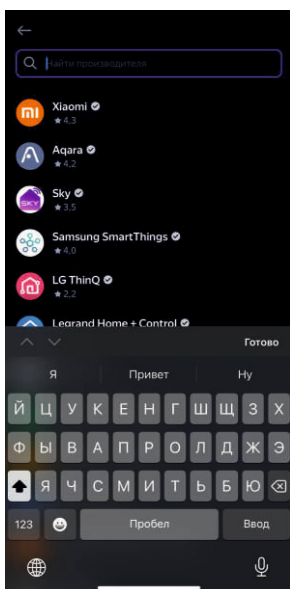 Найти производителя
Xiaomi
★ 4,3
Aqara
★ 4,2
Sky
SKY
★ 3,5
Samsung SmartThings
★ 4,0
LG ThinQ
★ 2,2
Legrand Home + Control
Готово
Я Привет Ну
Й Ц У К Е Н Г Ш Щ З Х
Ф Ы В А П Р О Л Д Ж Э
Я Ч С М И Т Ь Б Ю
123 Пробел Ввод